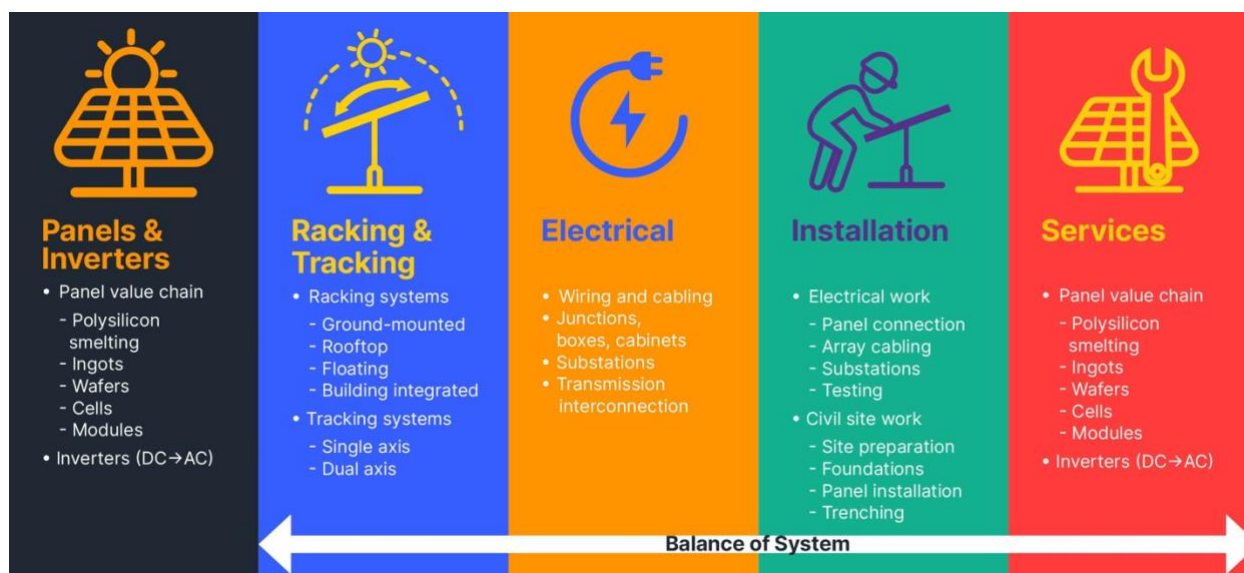 Panels &
Inverters
• Panel value chain
- Polysilicon
smelting
- Ingots
- Wafers
- Cells
- Modules
• Inverters (DC→AC)
Racking &
Tracking
• Racking systems
- Ground-mounted
- Rooftop
- Floating
- Building integrated
• Tracking systems
- Single axis
- Dual axis
Electrical
• Wiring and cabling
• Junctions,
boxes, cabinets
• Substations
• Transmission
interconnection
Installation
• Electrical work
- Panel connection
- Array cabling
- Substations
- Testing
• Civil site work
- Site preparation
- Foundations
- Panel installation
- Trenching
Services
• Panel value chain
- Polysilicon
smelting
- Ingots
- Wafers
- Cells
- Modules
• Inverters (DC→AC)
Balance of System